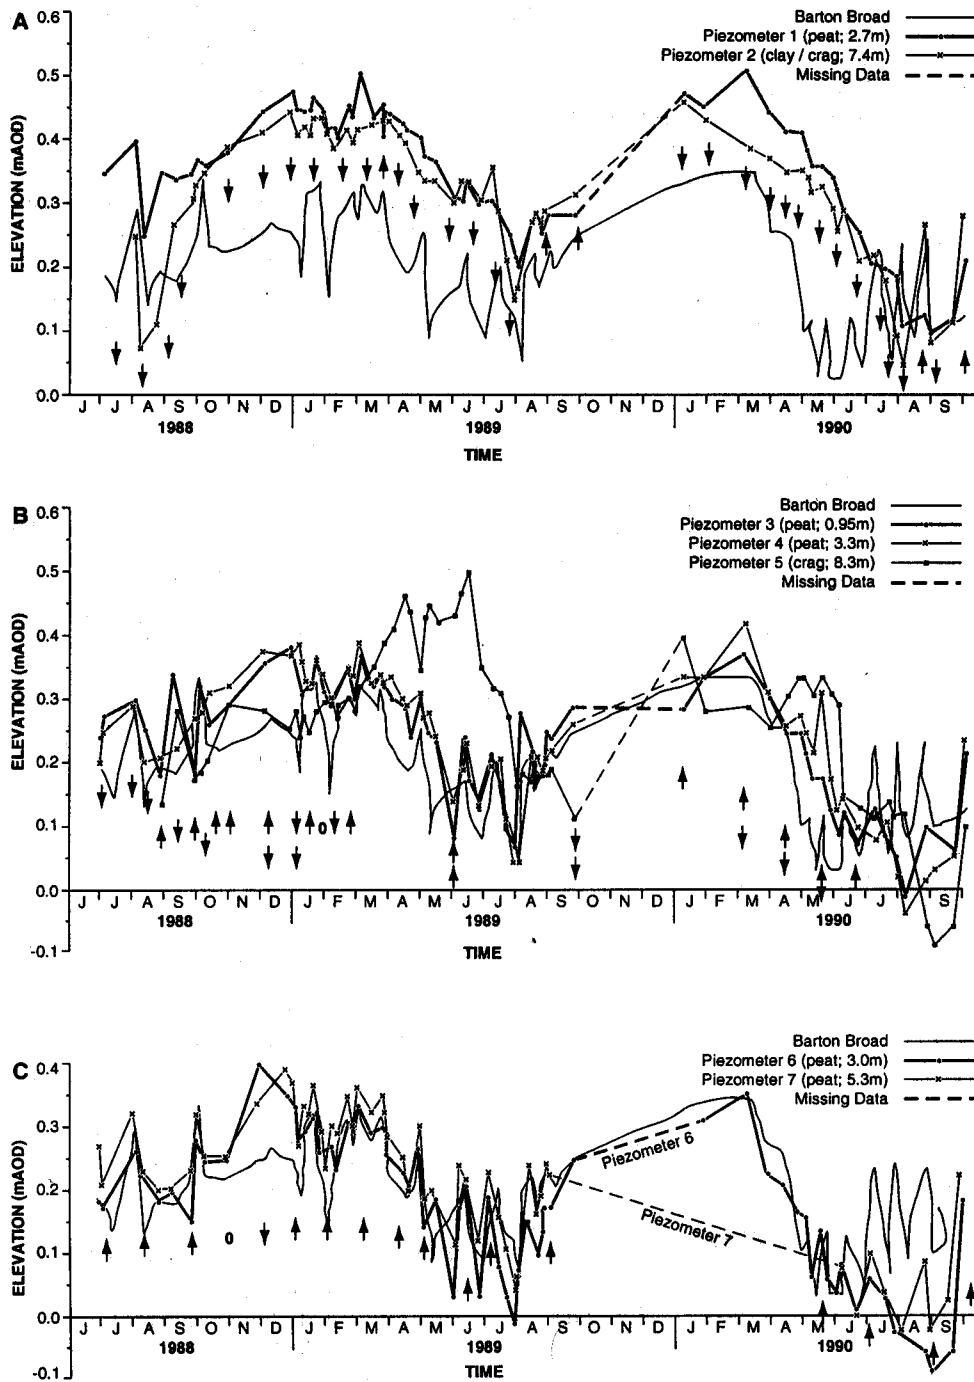 A
0.6
0.5
0.4
0.3
0.2
0.1
0.0
ELEVATION (mAOD)
Barton Broad
Piezometer 1 (peat; 2.7m)
Piezometer 2 (clay / crag; 7.4m)
Missing Data
J J A S O N D J F M A M J J A S O N D J F M A M J J A S
1988 1989 1990
TIME
B
0.6
0.5
0.4
0.3
0.2
0.1
0.0
-0.1
ELEVATION (mAOD)
Barton Broad
Piezometer 3 (peat; 0.95m)
Piezometer 4 (peat; 3.3m)
Piezometer 5 (crag; 8.3m)
Missing Data
0
J J A S O N D J F M A M J J A S O N D J F M A M J J A S
1988 1989 1990
TIME
C
0.4
0.3
0.2
0.1
0.0
-0.1
ELEVATION (mAOD)
Barton Broad
Piezometer 6 (peat; 3.0m)
Piezometer 7 (peat; 5.3m)
Missing Data
Piezometer 6
Piezometer 7
0
J J A S O N D J F M A M J J A S O N D J F M A M J J A S
1988 1989 1990
TIME